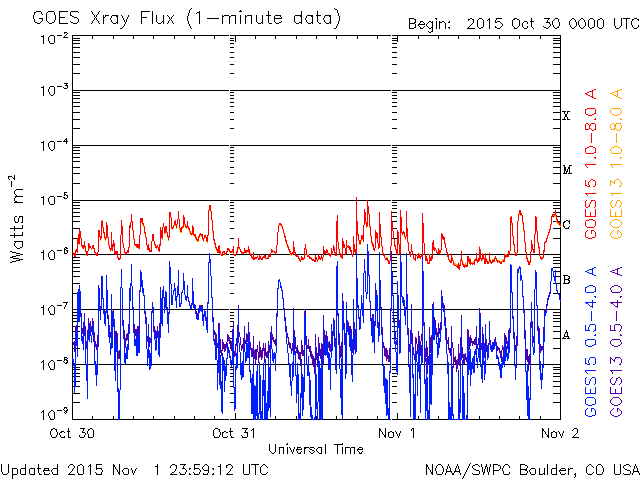 GOES Xray Flux (1-minute data)
Begin: 2015 Oct 30 0000 UTC
10-2
10-3
10-4
10-5
10-6
10-7
10-8
10-9
Watts m-2
X
M
C
B
A
GOES15 1.0-8.0 A
GOES13 1.0-8.0 A
GOES15 0.5-4.0 A
GOES13 0.5-4.0 A
Oct 30
Oct 31
Nov 1
Nov 2
Universal Time
Updated 2015 Nov 1 23:59:12 UTC
NOAA/SWPC Boulder, CO USA